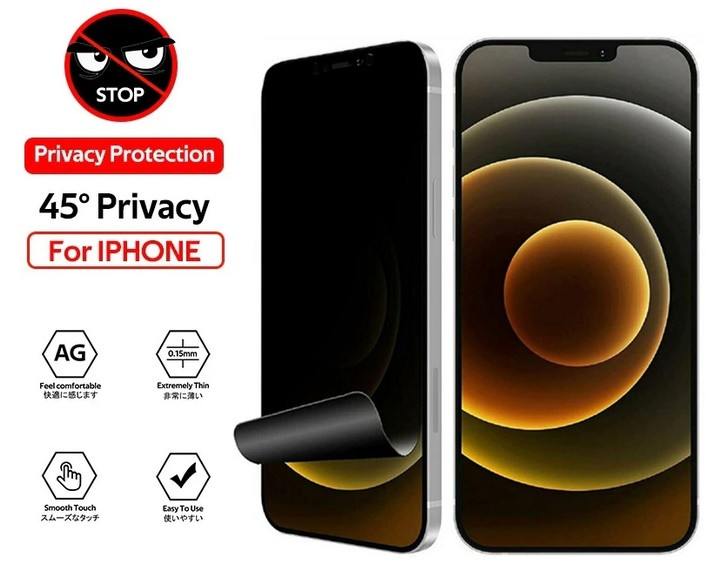 STOP
Privacy Protection
45° Privacy
For IPHONE
AG
Feel comfortable
快適に感じます
0.15mm
Extremely Thin
非常に薄い
Smooth Touch
スムーズなタッチ
Easy To Use
使いやすい